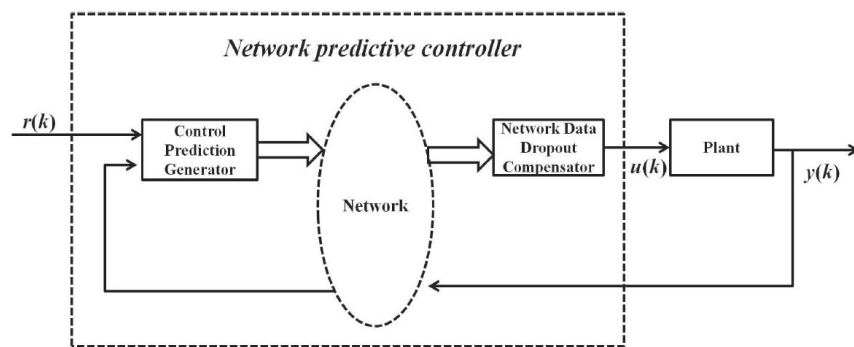 Network predictive controller
r(k)
Control
Prediction
Generator
Network
Network Data
Dropout
Compensator
u(k)
Plant
y(k)